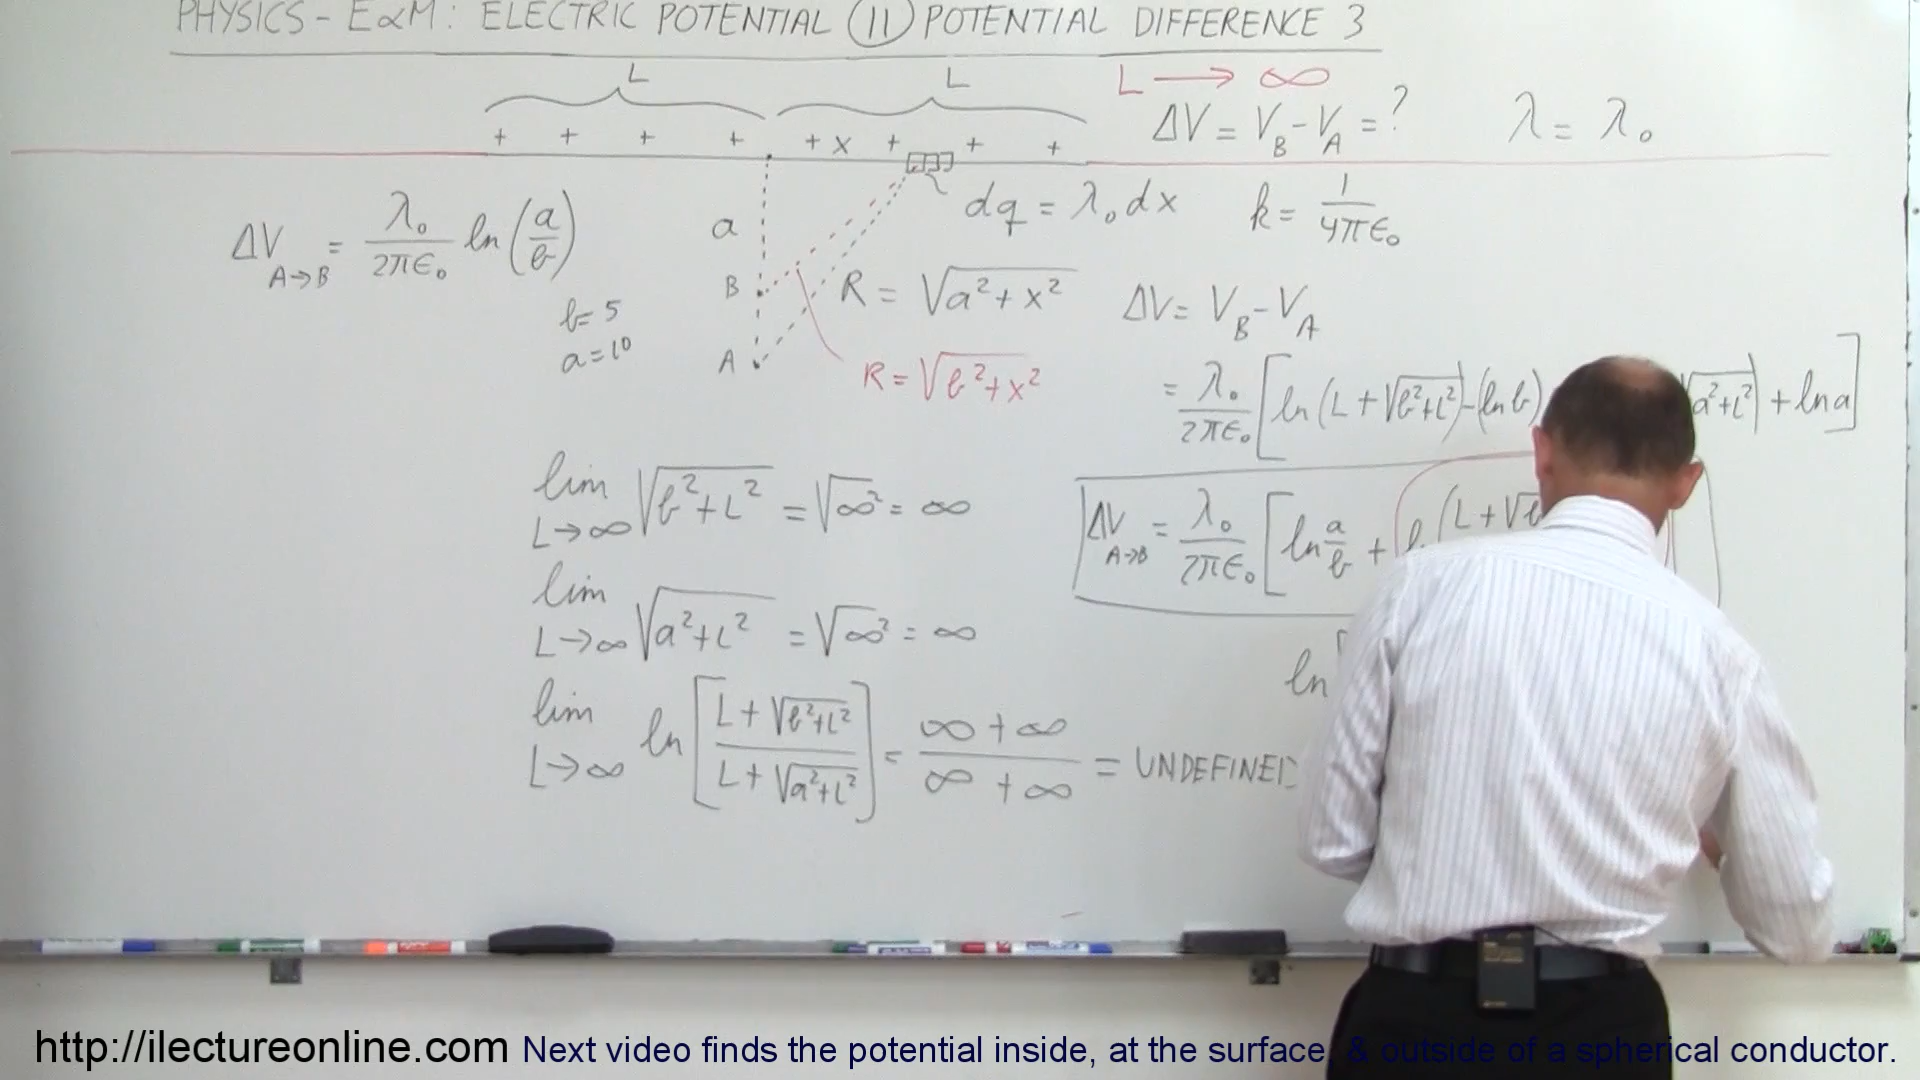 PHYSICS - E&M: ELECTRIC POTENTIAL (11) POTENTIAL DIFFERENCE 3
L L L → ∞
+ + + + + x + + +
ΔV = V_B - V_A = ? λ = λ₀
dq = λ₀dx k = 1/(4πϵ₀)
ΔV_{A→B} = λ₀/(2πϵ₀) ln(a/b)
a
b = 5
a = 10
B
A
R = √(a² + x²)
R = √(b² + x²)
ΔV = V_B - V_A
= λ₀/(2πϵ₀) [ln(L + √(b²+L²)) - (ln b) √(a²+L²) + ln a]
ΔV_{A→B} = λ₀/(2πϵ₀) [ln a/b + (L + √
ln
lim L→∞ √(b²+L²) = √∞² = ∞
lim L→∞ √(a²+L²) = √∞² = ∞
lim L→∞ ln [(L + √(b²+L²))/(L + √(a²+L²))] = (∞ + ∞)/(∞ + ∞) = UNDEFINED
http://ilectureonline.com Next video finds the potential inside, at the surface, & outside of a spherical conductor.